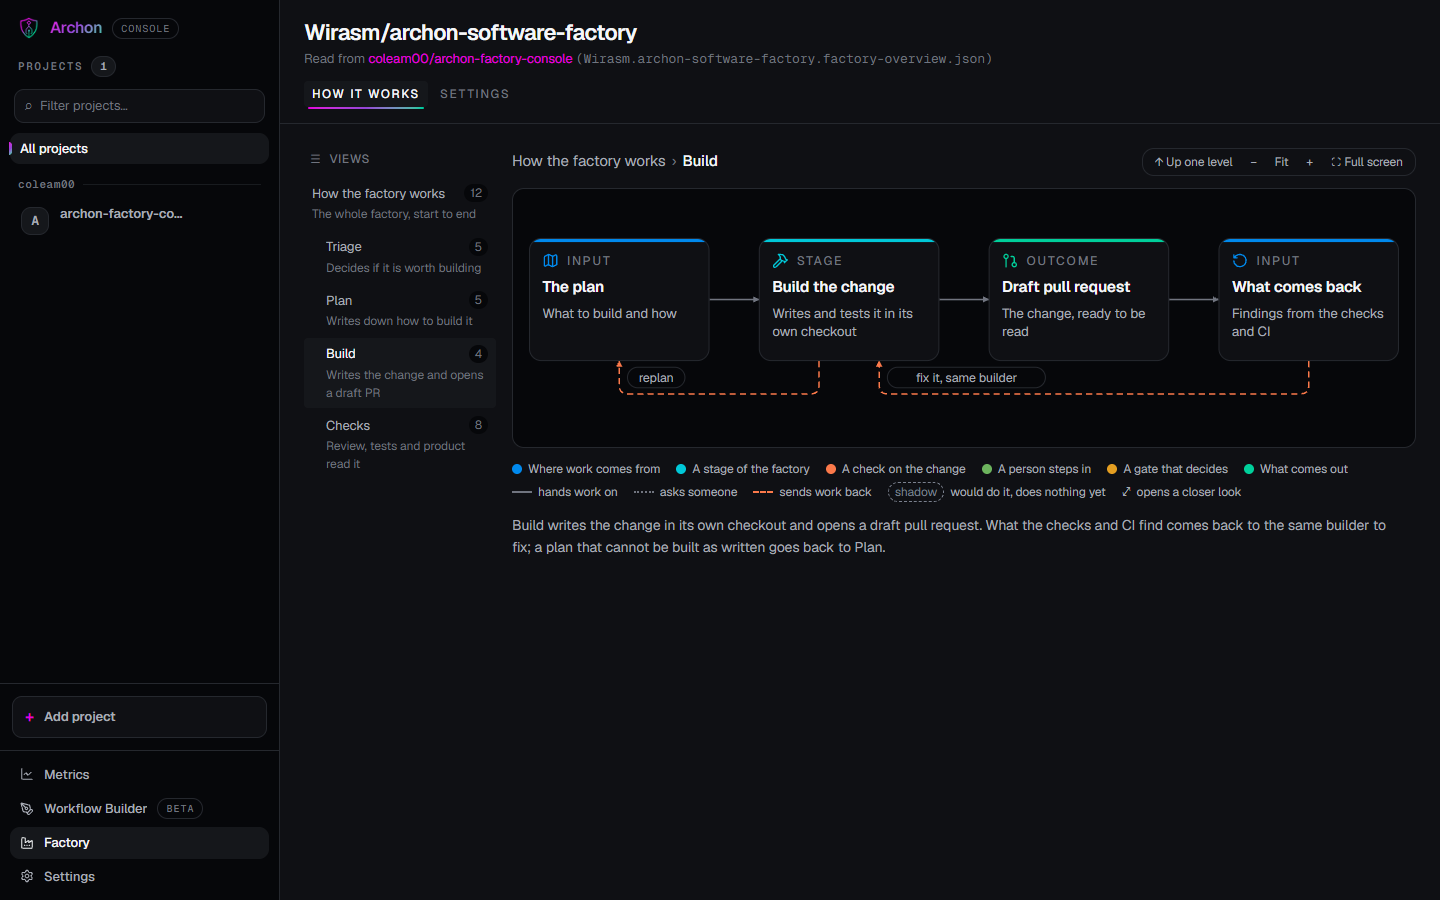 Archon CONSOLE
PROJECTS 1
Filter projects...
All projects
coleam00
A archon-factory-co...
+ Add project
Metrics
Workflow Builder BETA
Factory
Settings
Wirasm/archon-software-factory
Read from coleam00/archon-factory-console (Wirasm.archon-software-factory.factory-overview.json)
HOW IT WORKS SETTINGS
VIEWS
How the factory works 12
The whole factory, start to end
Triage 5
Decides if it is worth building
Plan 5
Writes down how to build it
Build 4
Writes the change and opens
a draft PR
Checks 8
Review, tests and product
read it
How the factory works › Build
↑ Up one level − Fit + Full screen
INPUT
The plan
What to build and how
STAGE
Build the change
Writes and tests it in its
own checkout
OUTCOME
Draft pull request
The change, ready to be
read
INPUT
What comes back
Findings from the checks
and CI
replan
fix it, same builder
Where work comes from A stage of the factory A check on the change A person steps in A gate that decides What comes out
hands work on asks someone sends work back shadow would do it, does nothing yet opens a closer look
Build writes the change in its own checkout and opens a draft pull request. What the checks and CI find comes back to the same builder to
fix; a plan that cannot be built as written goes back to Plan.